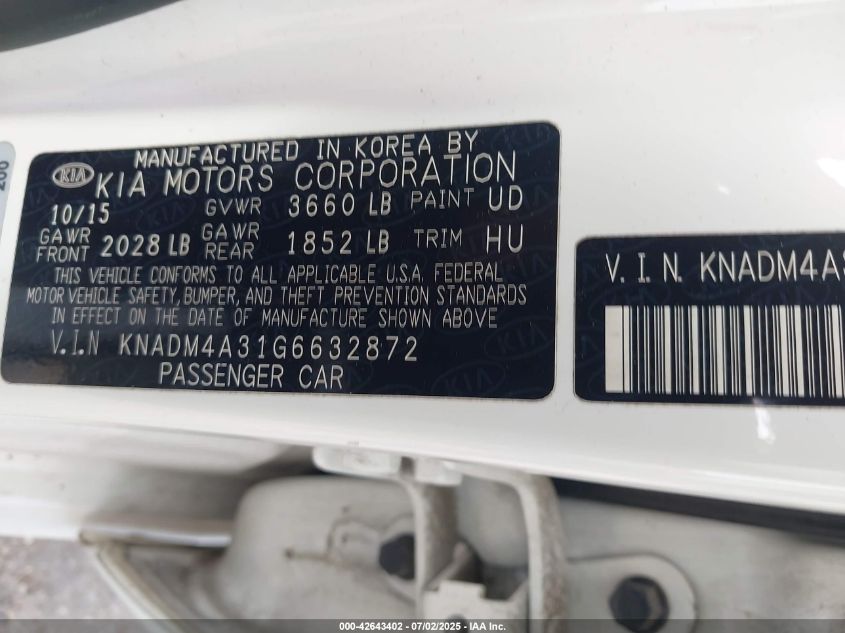 MANUFACTURED IN KOREA BY
KIA KIA MOTORS CORPORATION
10/15 GVWR 3660 LB PAINT UD
GAWR FRONT 2028 LB GAWR REAR 1852 LB TRIM HU
THIS VEHICLE CONFORMS TO ALL APPLICABLE U.S.A. FEDERAL
MOTOR VEHICLE SAFETY, BUMPER, AND THEFT PREVENTION STANDARDS
IN EFFECT ON THE DATE OF MANUFACTURE SHOWN ABOVE
V.I.N KNADM4A31G6632872
PASSENGER CAR
V.I.N. KNADM4A3
000-42643402 - 07/02/2025 - IAA Inc.